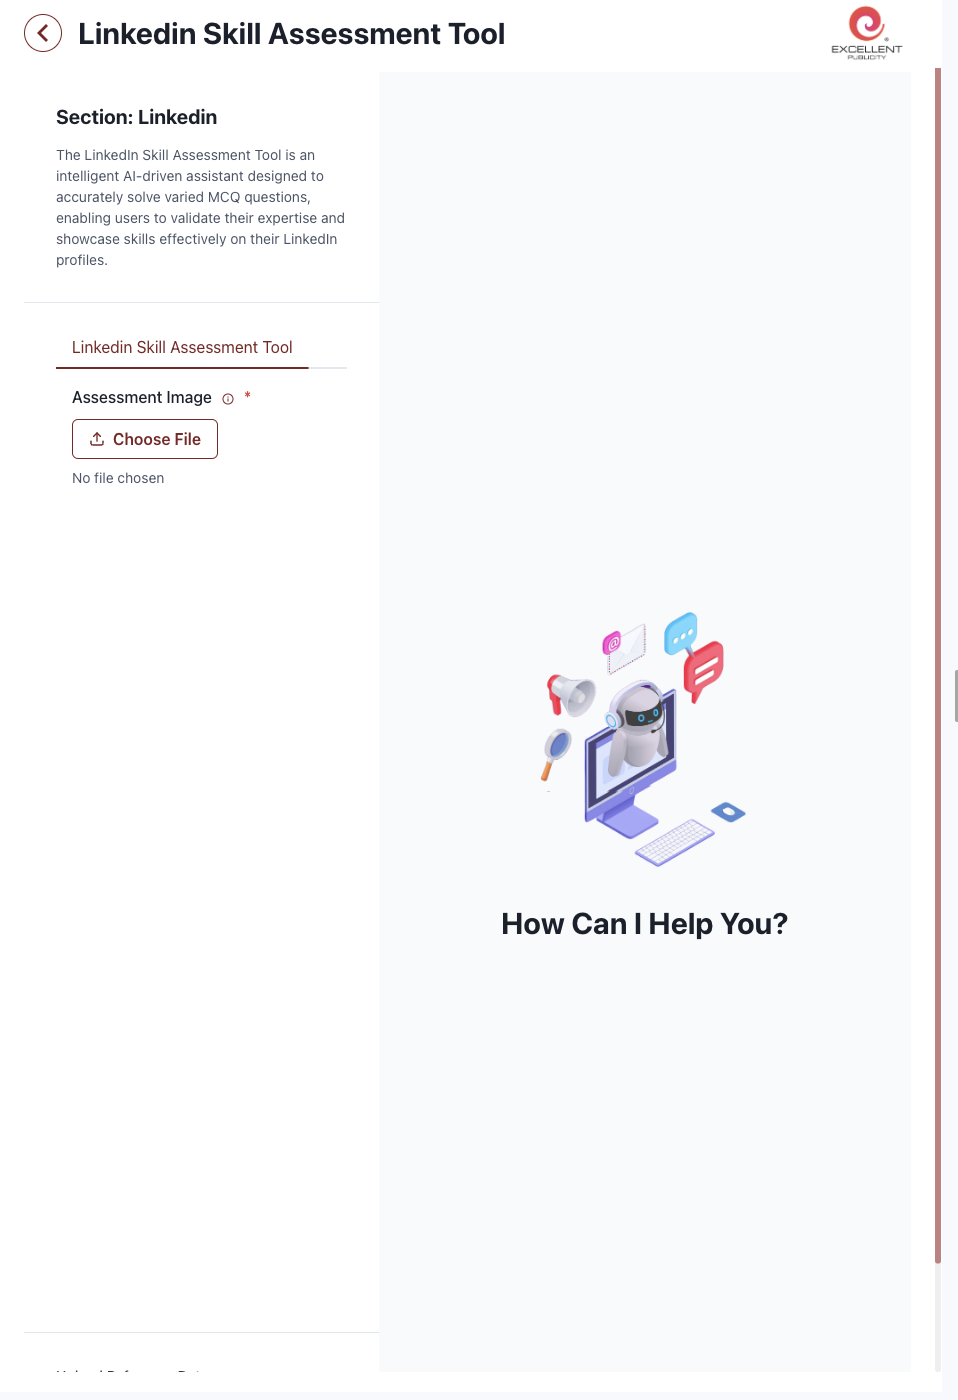 Linkedin Skill Assessment Tool
EXCELLENT
PUBLICITY
Section: Linkedin
The LinkedIn Skill Assessment Tool is an
intelligent AI-driven assistant designed to
accurately solve varied MCQ questions,
enabling users to validate their expertise and
showcase skills effectively on their LinkedIn
profiles.
Linkedin Skill Assessment Tool
Assessment Image *
Choose File
No file chosen
How Can I Help You?